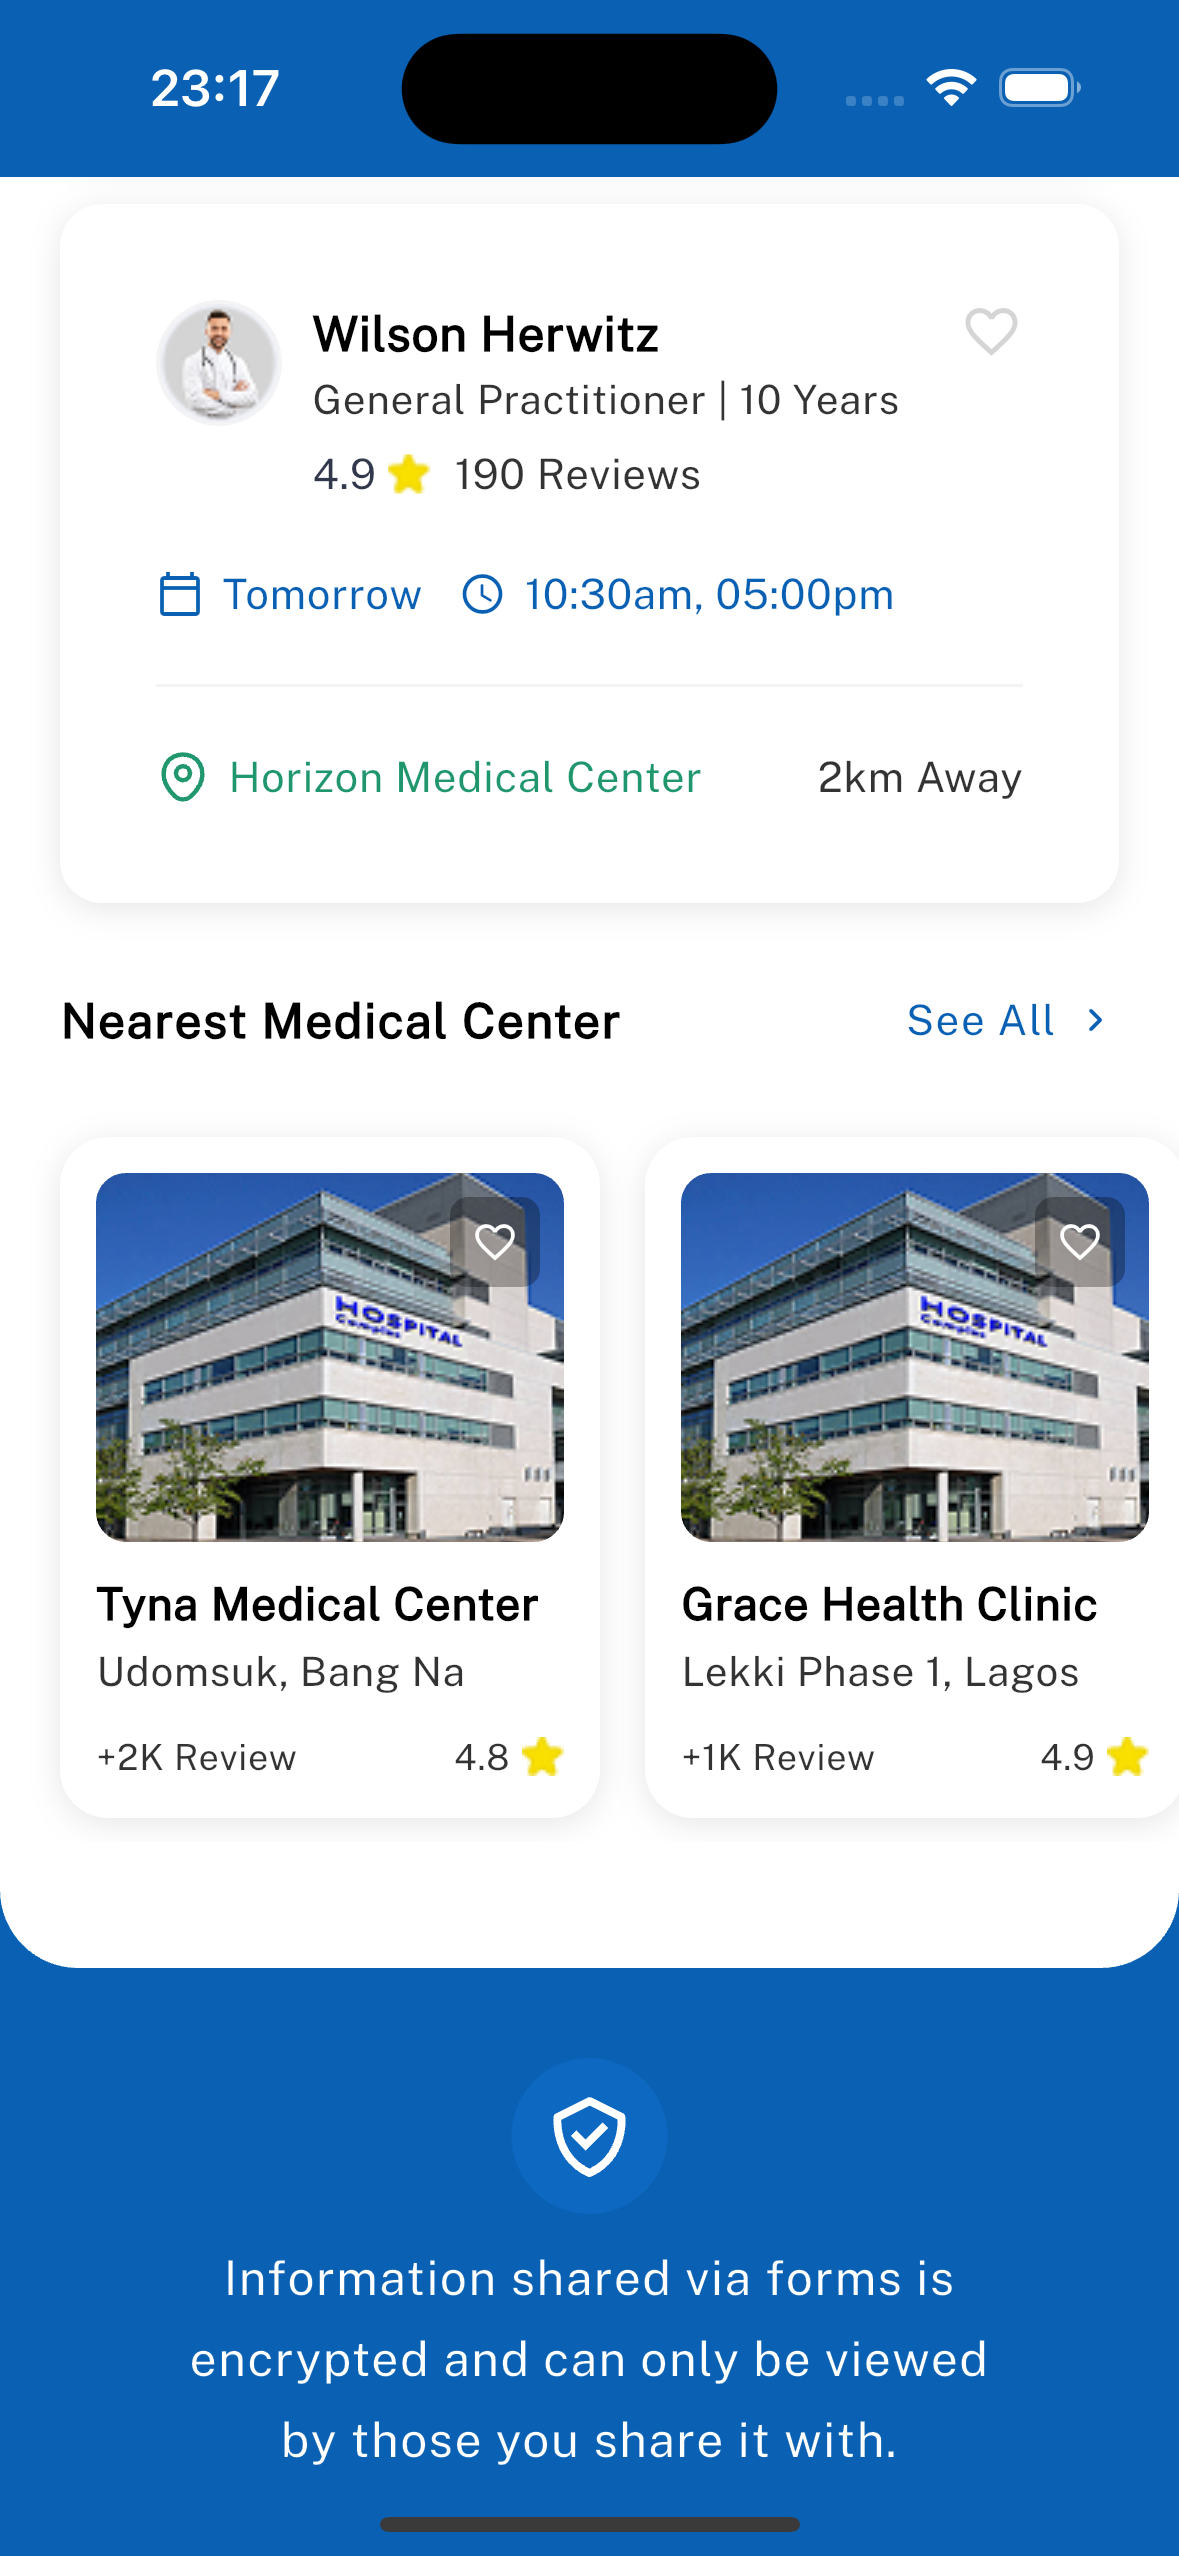 23:17
Wilson Herwitz
General Practitioner | 10 Years
4.9 190 Reviews
Tomorrow 10:30am, 05:00pm
Horizon Medical Center 2km Away
Nearest Medical Center See All
HOSPITAL HOSPITAL
Complex Complex
Tyna Medical Center Grace Health Clinic
Udomsuk, Bang Na Lekki Phase 1, Lagos
+2K Review 4.8 +1K Review 4.9
Information shared via forms is
encrypted and can only be viewed
by those you share it with.